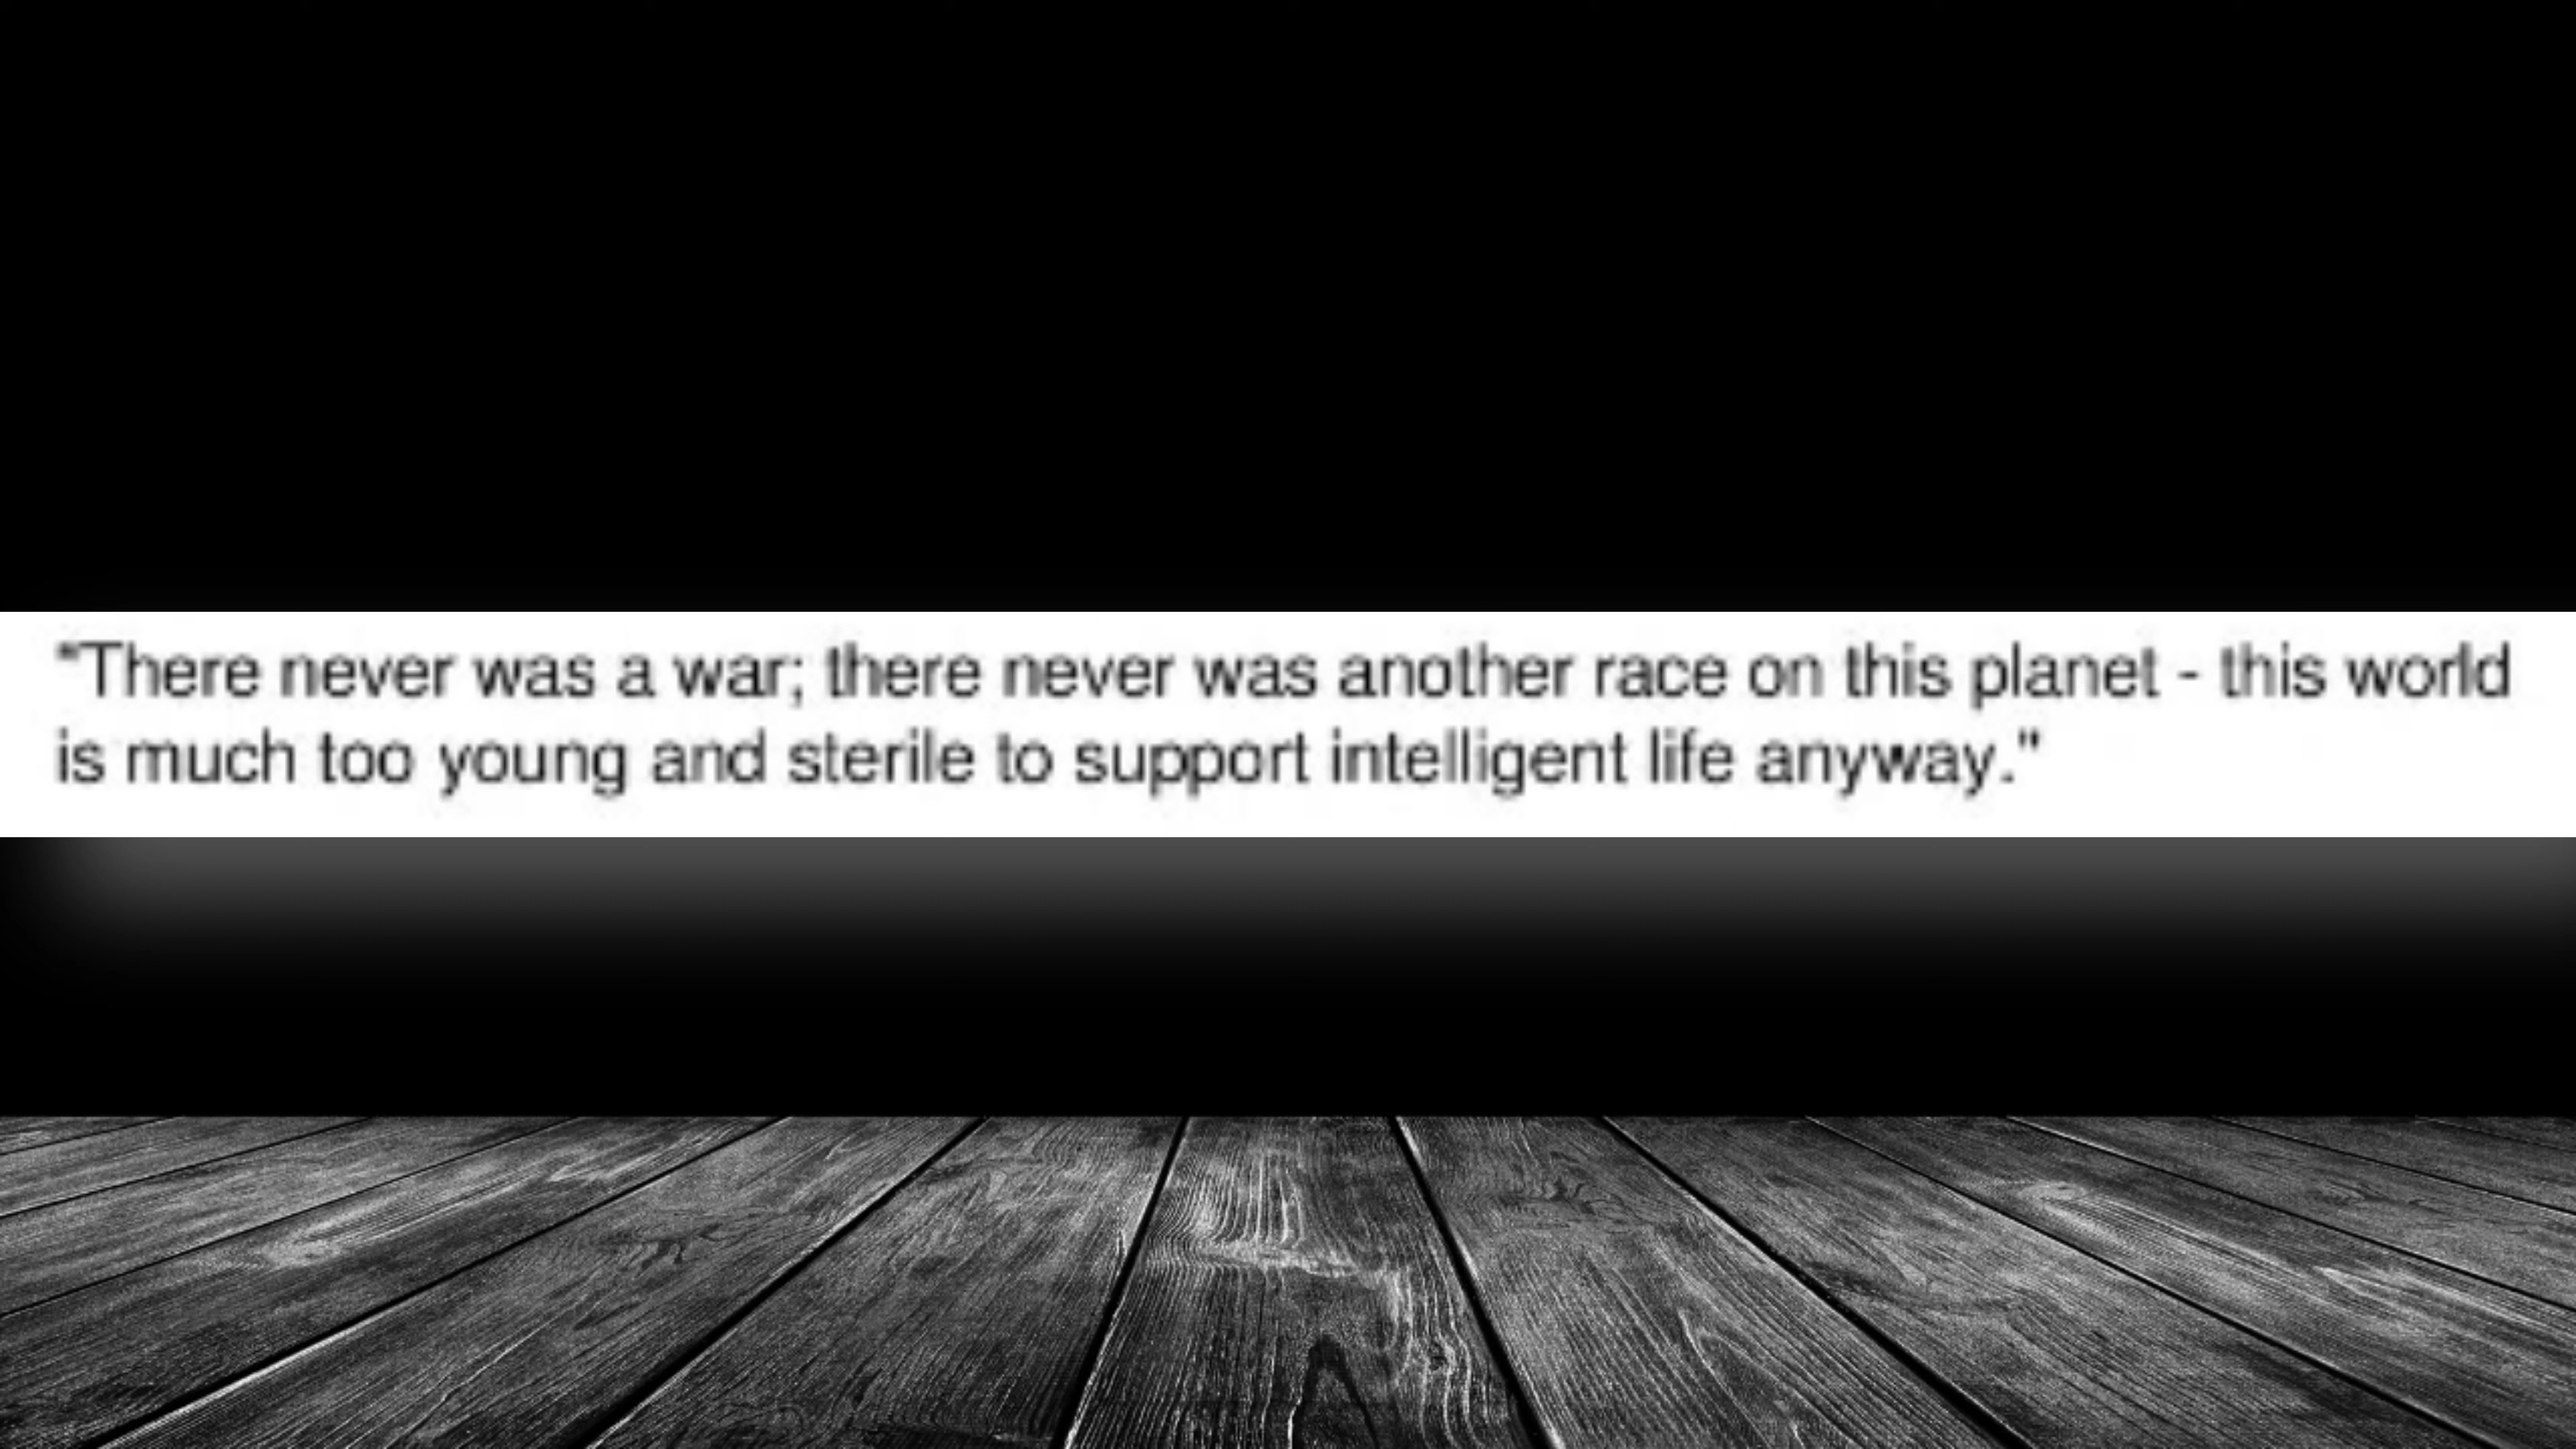 "There never was a war; there never was another race on this planet - this world
is much too young and sterile to support intelligent life anyway."